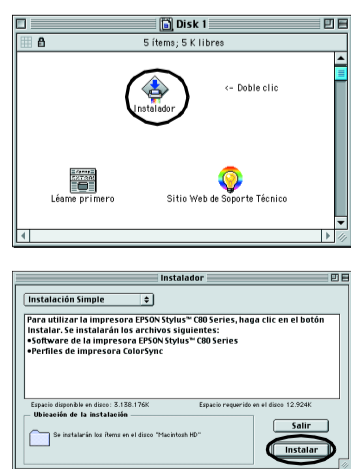 Disk 1
5 ítems; 5 K libres
<- Doble clic
Instalador
Léame primero
Sitio Web de Soporte Técnico
Instalador
Instalación Simple
Para utilizar la impresora EPSON Stylus™ C80 Series, haga clic en el botón
Instalar. Se instalarán los archivos siguientes:
•Software de la impresora EPSON Stylus™ C80 Series
•Perfiles de impresora ColorSync
Espacio disponible en disco: 3.138.176K
Espacio requerido en el disco 12.924K
Ubicación de la instalación
Se instalarán los ítems en el disco "Macintosh HD"
Salir
Instalar